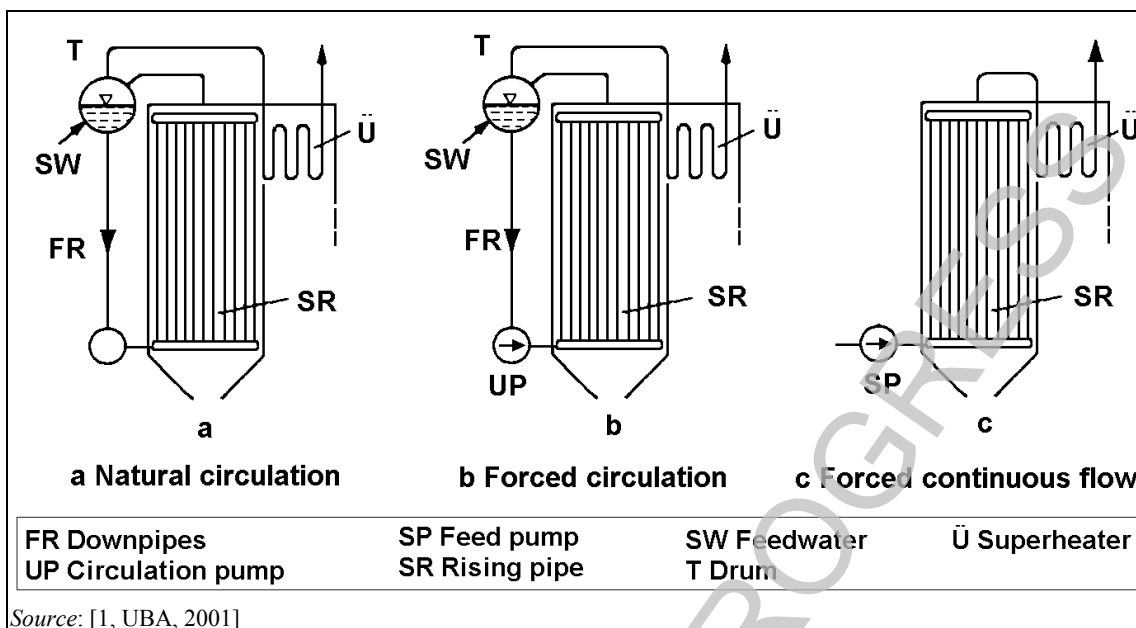 T
T
Ü
Ü
Ü
SW
SW
FR
FR
SR
SR
SR
UP
SP
a
b
c
a Natural circulation
b Forced circulation
c Forced continuous flow
FR Downpipes SP Feed pump SW Feedwater Ü Superheater
UP Circulation pump SR Rising pipe T Drum
Source: [1, UBA, 2001]
ROGRESS